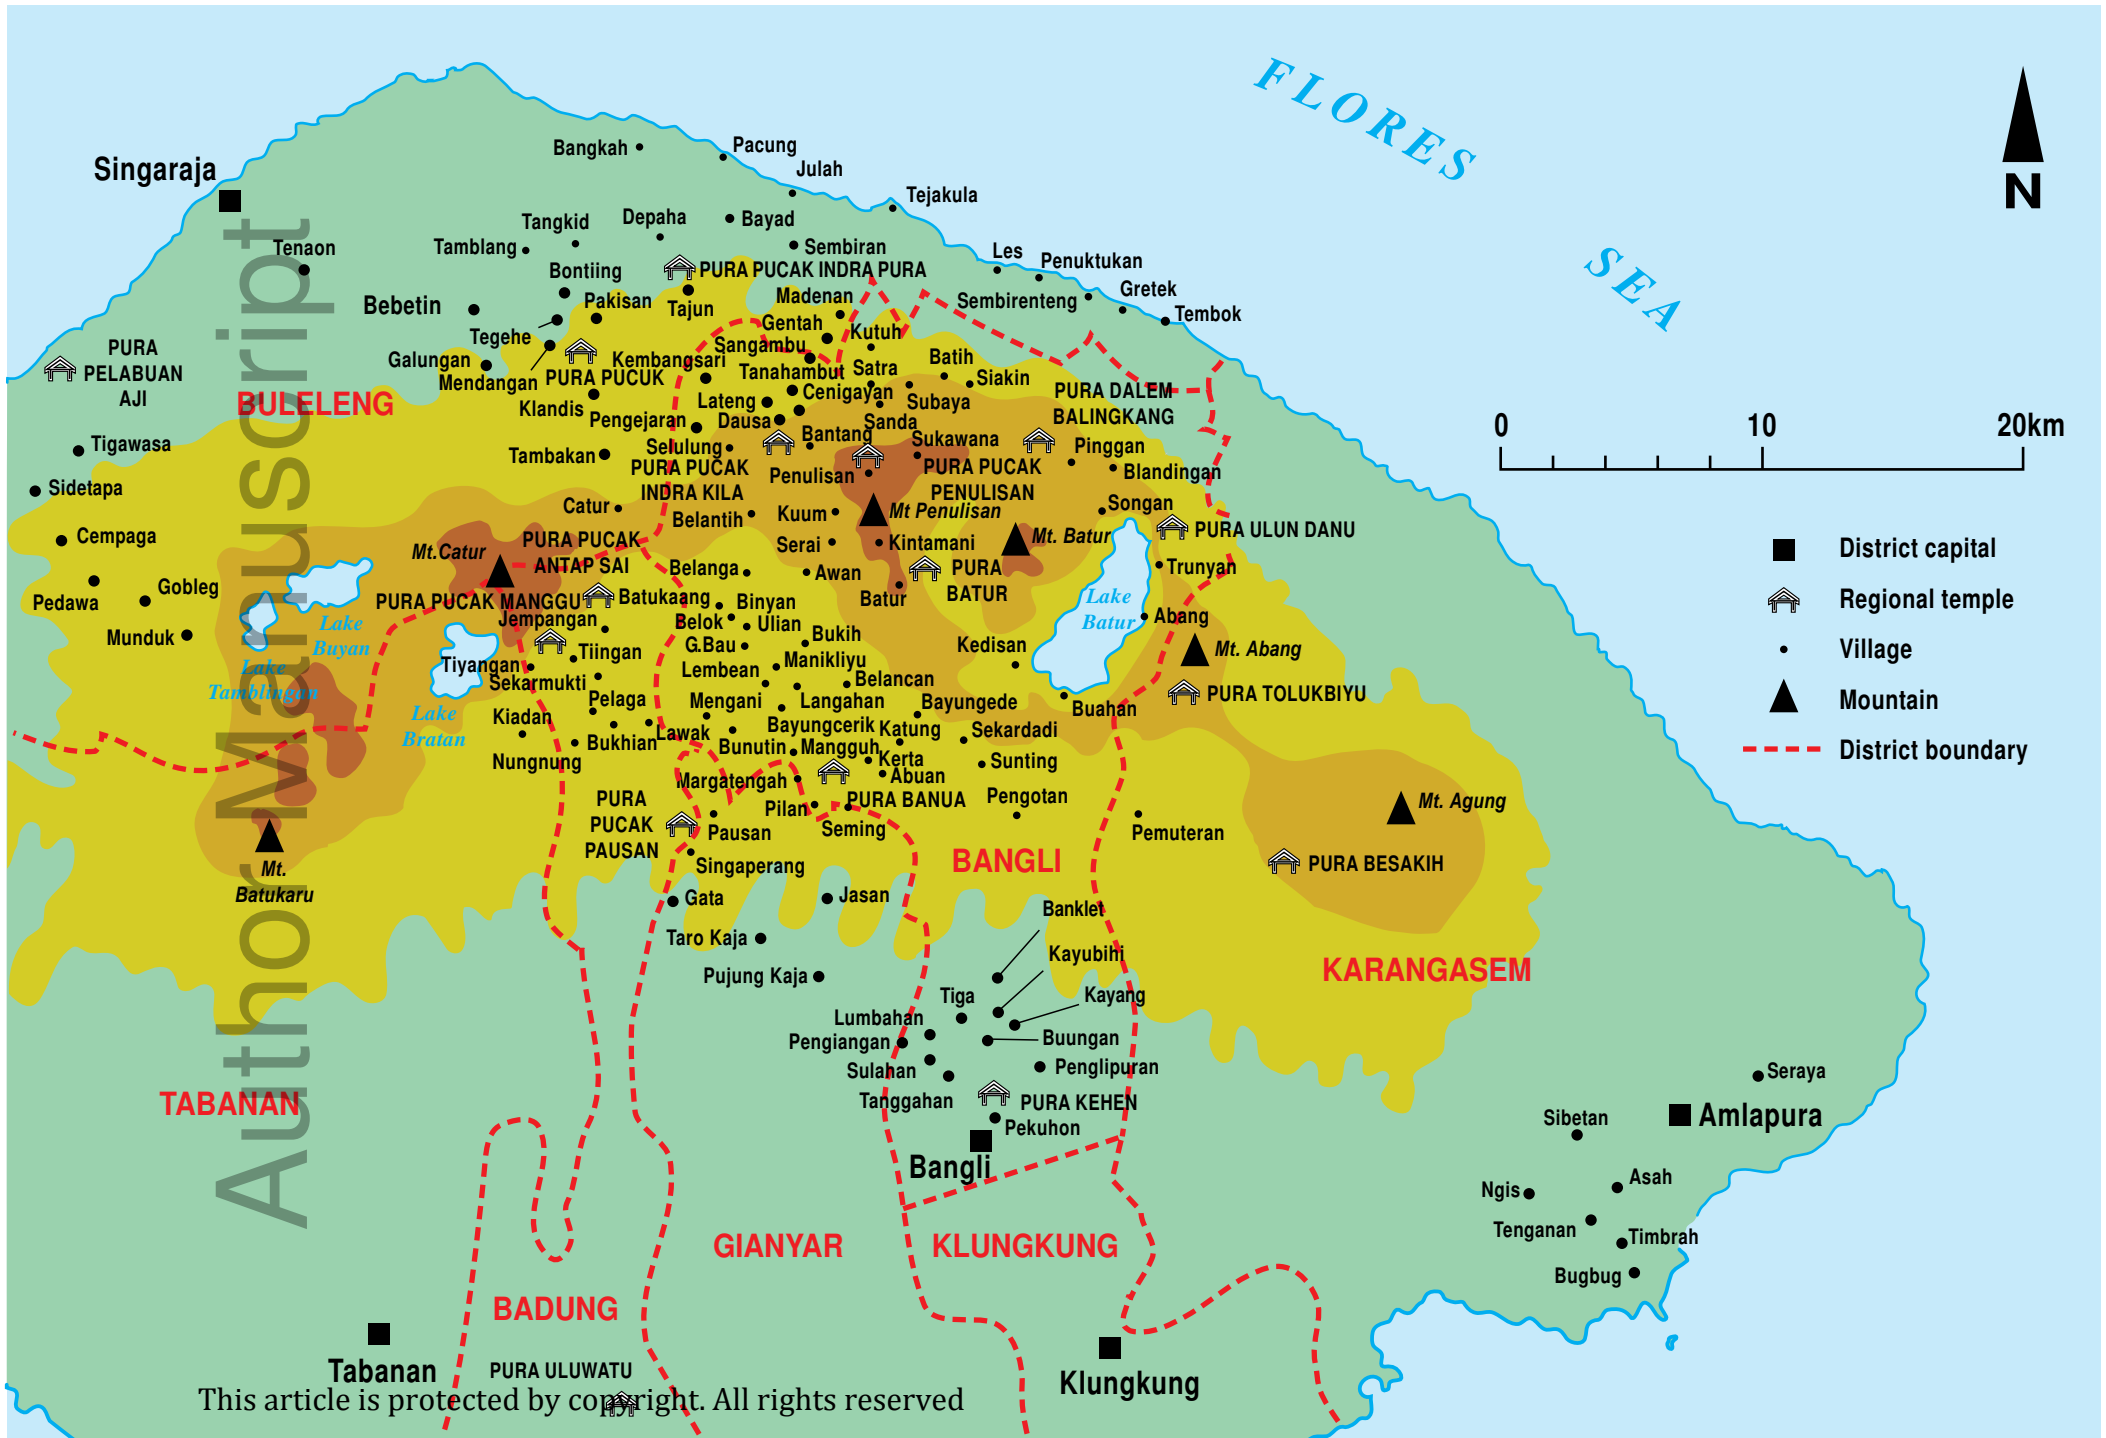 FLORES
SEA
N
Singaraja
Bangkah
Pacung
Julah
Tejakula
Tenaon
Tamblang
Tangkid
Depaha
Bayad
Sembiran
Les
Penuktukan
Bontiing
PURA PUCAK INDRA PURA
Sembirenteng
Gretek
Tembok
Bebetin
Pakisan
Tajun
Madenan
Gentah
Kutuh
Tegehe
Sangambu
PURA
PELABUAN
AJI
Galungan
Mendangan
PURA PUCUK
Kembangsari
Tanahambut
Satra
Batih
Siakin
BULELENG
Klandis
Lateng
Cenigayan
Subaya
PURA DALEM
BALINGKANG
Pengejaran
Dausa
Sanda
Tigawasa
Tambakan
Selulung
Bantang
Sukawana
Pinggan
Blandingan
PURA PUCAK
INDRA KILA
Penulisan
PURA PUCAK
PENULISAN
Sidetapa
Catur
Belantih
Kuum
Mt Penulisan
Songan
Cempaga
Mt.Catur
PURA PUCAK
ANTAP SAI
Serai
Kintamani
Mt. Batur
PURA ULUN DANU
Pedawa
Gobleg
Belanga
Awan
PURA
BATUR
Trunyan
PURA PUCAK MANGGU
Batukaang
Binyan
Batur
Lake
Batur
Munduk
Lake
Buyan
Jempangan
Belok
Ulian
Abang
Lake
Tamblingan
Tiyangan
Tiingan
G.Bau
Bukih
Kedisan
Mt. Abang
Sekarmukti
Lembean
Manikliyu
Belancan
PURA TOLUKBIYU
Lake
Bratan
Kiadan
Pelaga
Mengani
Langahan
Bayungede
Buahan
Nungnung
Bukhian
Lawak
Bayungcerik
Katung
Sekardadi
Bunutin
Mangguh
Kerta
Sunting
Margatengah
Abuan
PURA
PUCAK
PAUSAN
Pilan
PURA BANUA
Pengotan
Pausan
Seming
Pemuteran
Mt. Agung
Mt.
Batukaru
Singaperang
BANGLI
PURA BESAKIH
Gata
Jasan
Banklet
Taro Kaja
Kayubihi
KARANGASEM
Pujung Kaja
Tiga
Kayang
Lumbahan
Pengiangan
Buungan
Sulahan
Penglipuran
Tanggahan
PURA KEHEN
Pekuhon
TABANAN
Bangli
Seraya
Amlapura
Sibetan
Asah
Ngis
Tenganan
Timbrah
Bugbug
GIANYAR
KLUNGKUNG
BADUNG
Tabanan
PURA ULUWATU
Klungkung
0 10 20km
District capital
Regional temple
Village
Mountain
District boundary
Author Manuscript
This article is protected by copyright. All rights reserved